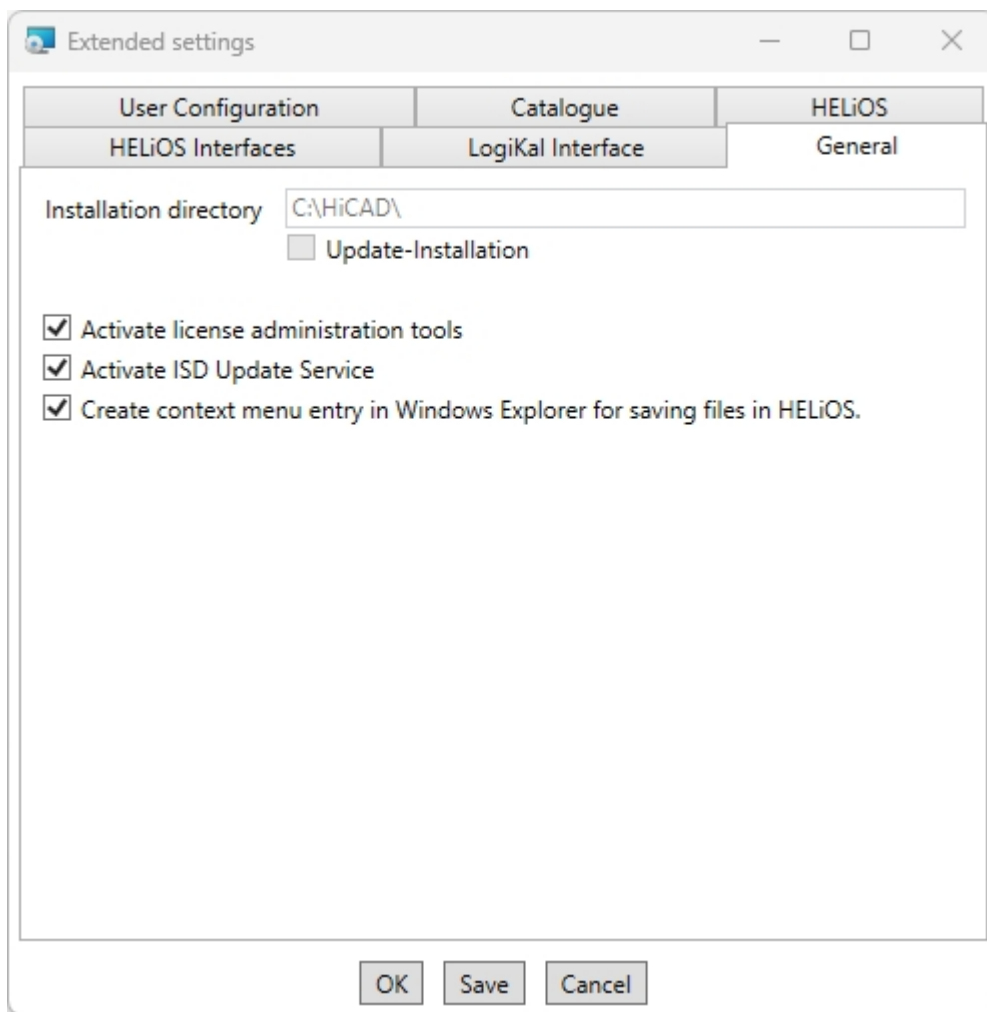 Extended settings
User Configuration
Catalogue
HELiOS
HELiOS Interfaces
LogiKal Interface
General
Installation directory
C:\HiCAD\
Update-Installation
Activate license administration tools
Activate ISD Update Service
Create context menu entry in Windows Explorer for saving files in HELiOS.
OK
Save
Cancel